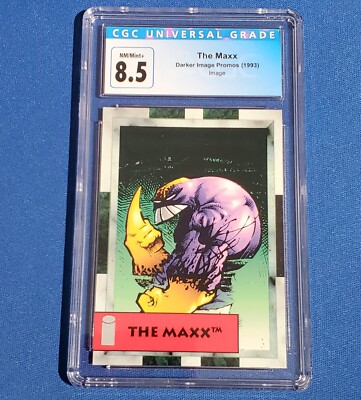 CGC UNIVERSAL GRADE
NM/Mint+
8.5
The Maxx
Darker Image Promos (1993)
Image
THE MAXX™